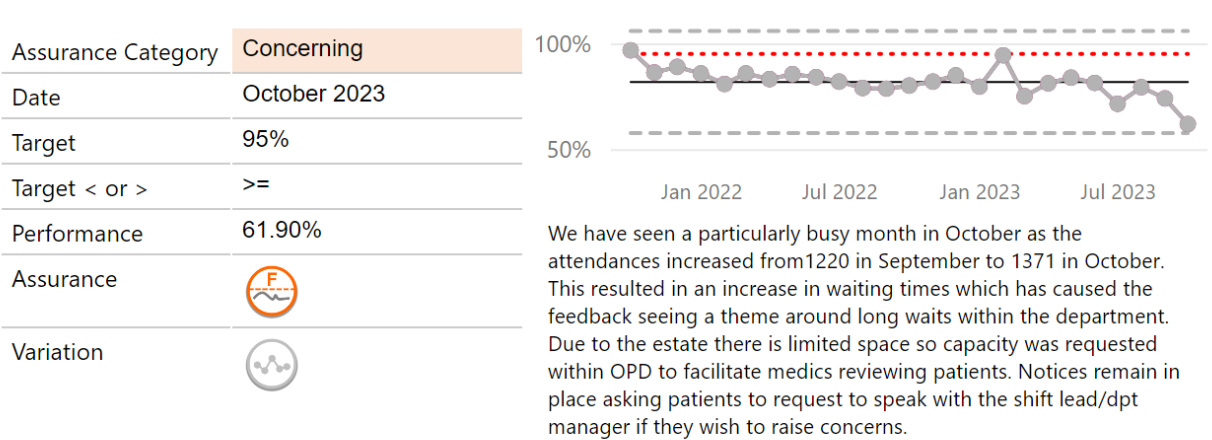 Assurance Category Concerning
Date October 2023
Target 95%
Target < or > >=
Performance 61.90%
Assurance F
Variation
100%
50%
Jan 2022 Jul 2022 Jan 2023 Jul 2023
We have seen a particularly busy month in October as the
attendances increased from1220 in September to 1371 in October.
This resulted in an increase in waiting times which has caused the
feedback seeing a theme around long waits within the department.
Due to the estate there is limited space so capacity was requested
within OPD to facilitate medics reviewing patients. Notices remain in
place asking patients to request to speak with the shift lead/dpt
manager if they wish to raise concerns.